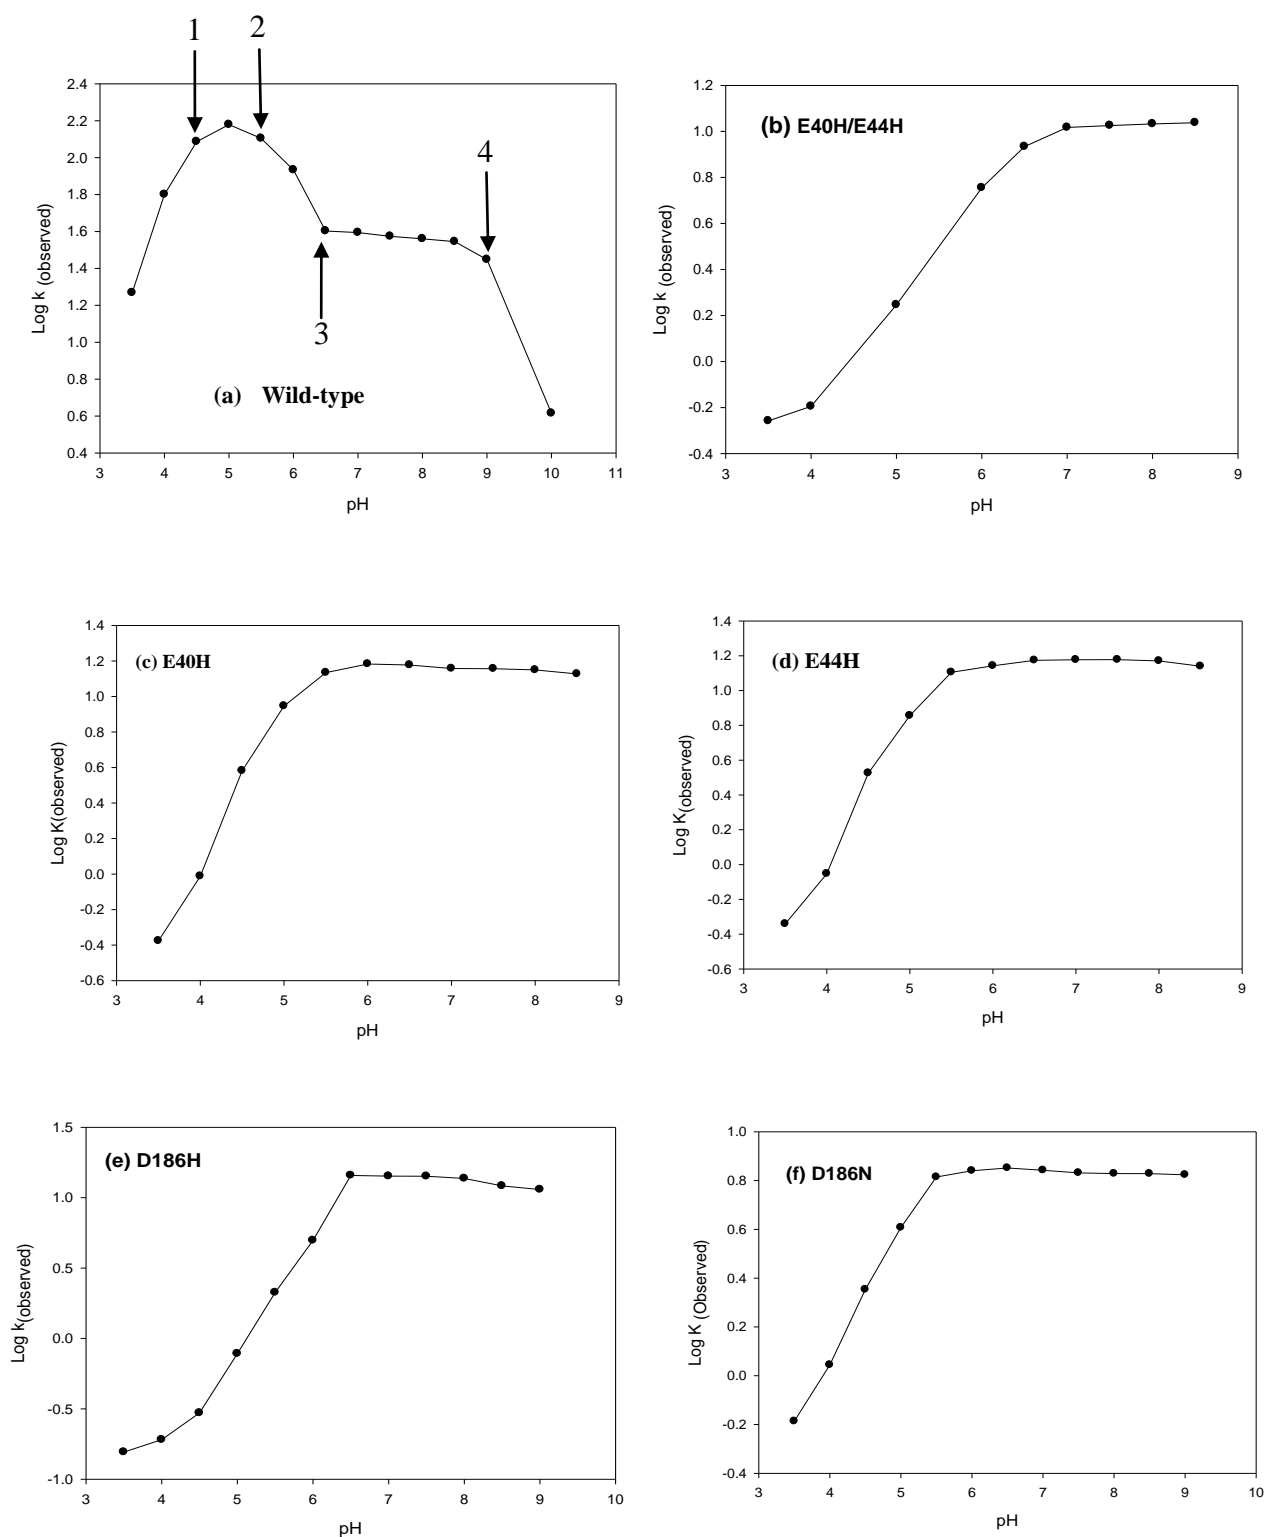 1 2
2.4
2.2
2.0
1.8
1.6
1.4
1.2
1.0
0.8
0.6
0.4
4
3
(a) Wild-type
Log k (observed)
3 4 5 6 7 8 9 10 11
pH
1.2
1.0
0.8
0.6
0.4
0.2
0.0
-0.2
-0.4
(b) E40H/E44H
Log k (observed)
3 4 5 6 7 8 9
pH
1.4
1.2
1.0
0.8
0.6
0.4
0.2
0.0
-0.2
-0.4
-0.6
(c) E40H
Log K(observed)
3 4 5 6 7 8 9
pH
1.4
1.2
1.0
0.8
0.6
0.4
0.2
0.0
-0.2
-0.4
-0.6
(d) E44H
Log K(observed)
3 4 5 6 7 8 9
pH
1.5
1.0
0.5
0.0
-0.5
-1.0
(e) D186H
Log k(observed)
3 4 5 6 7 8 9 10
pH
1.0
0.8
0.6
0.4
0.2
0.0
-0.2
-0.4
(f) D186N
Log K (Observed)
3 4 5 6 7 8 9 10
pH